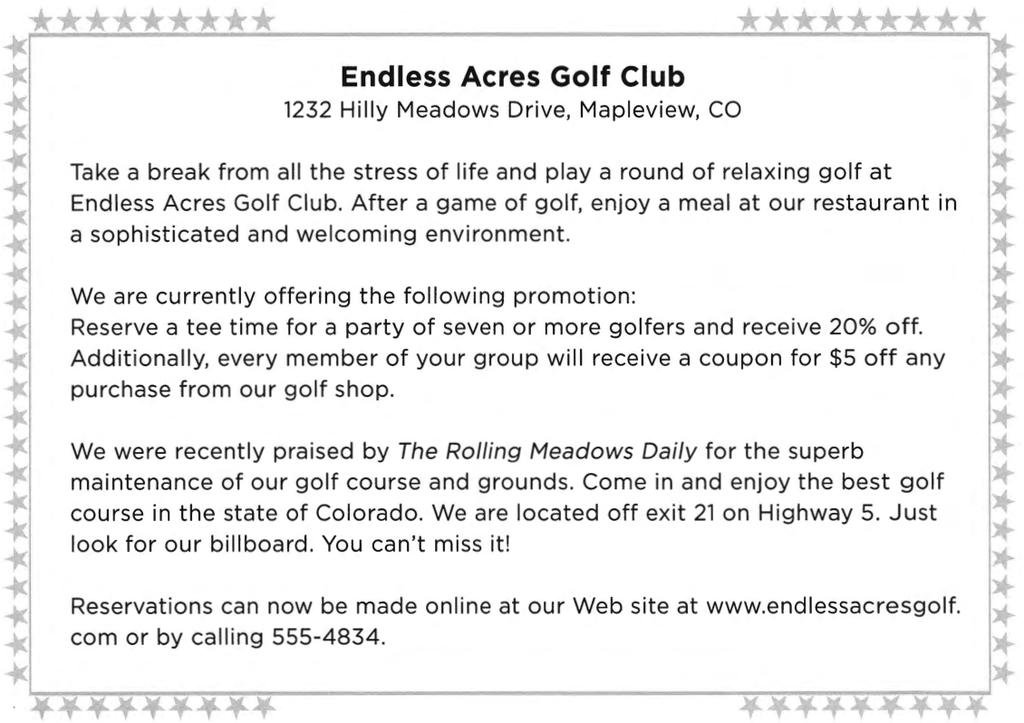 Endless Acres Golf Club
1232 Hilly Meadows Drive, Mapleview, CO
Take a break from all the stress of life and play a round of relaxing golf at
Endless Acres Golf Club. After a game of golf, enjoy a meal at our restaurant in
a sophisticated and welcoming environment.
We are currently offering the following promotion:
Reserve a tee time for a party of seven or more golfers and receive 20% off.
Additionally, every member of your group will receive a coupon for $5 off any
purchase from our golf shop.
We were recently praised by The Rolling Meadows Daily for the superb
maintenance of our golf course and grounds. Come in and enjoy the best golf
course in the state of Colorado. We are located off exit 21 on Highway 5. Just
look for our billboard. You can't miss it!
Reservations can now be made online at our Web site at www.endlessacresgolf.
com or by calling 555-4834.